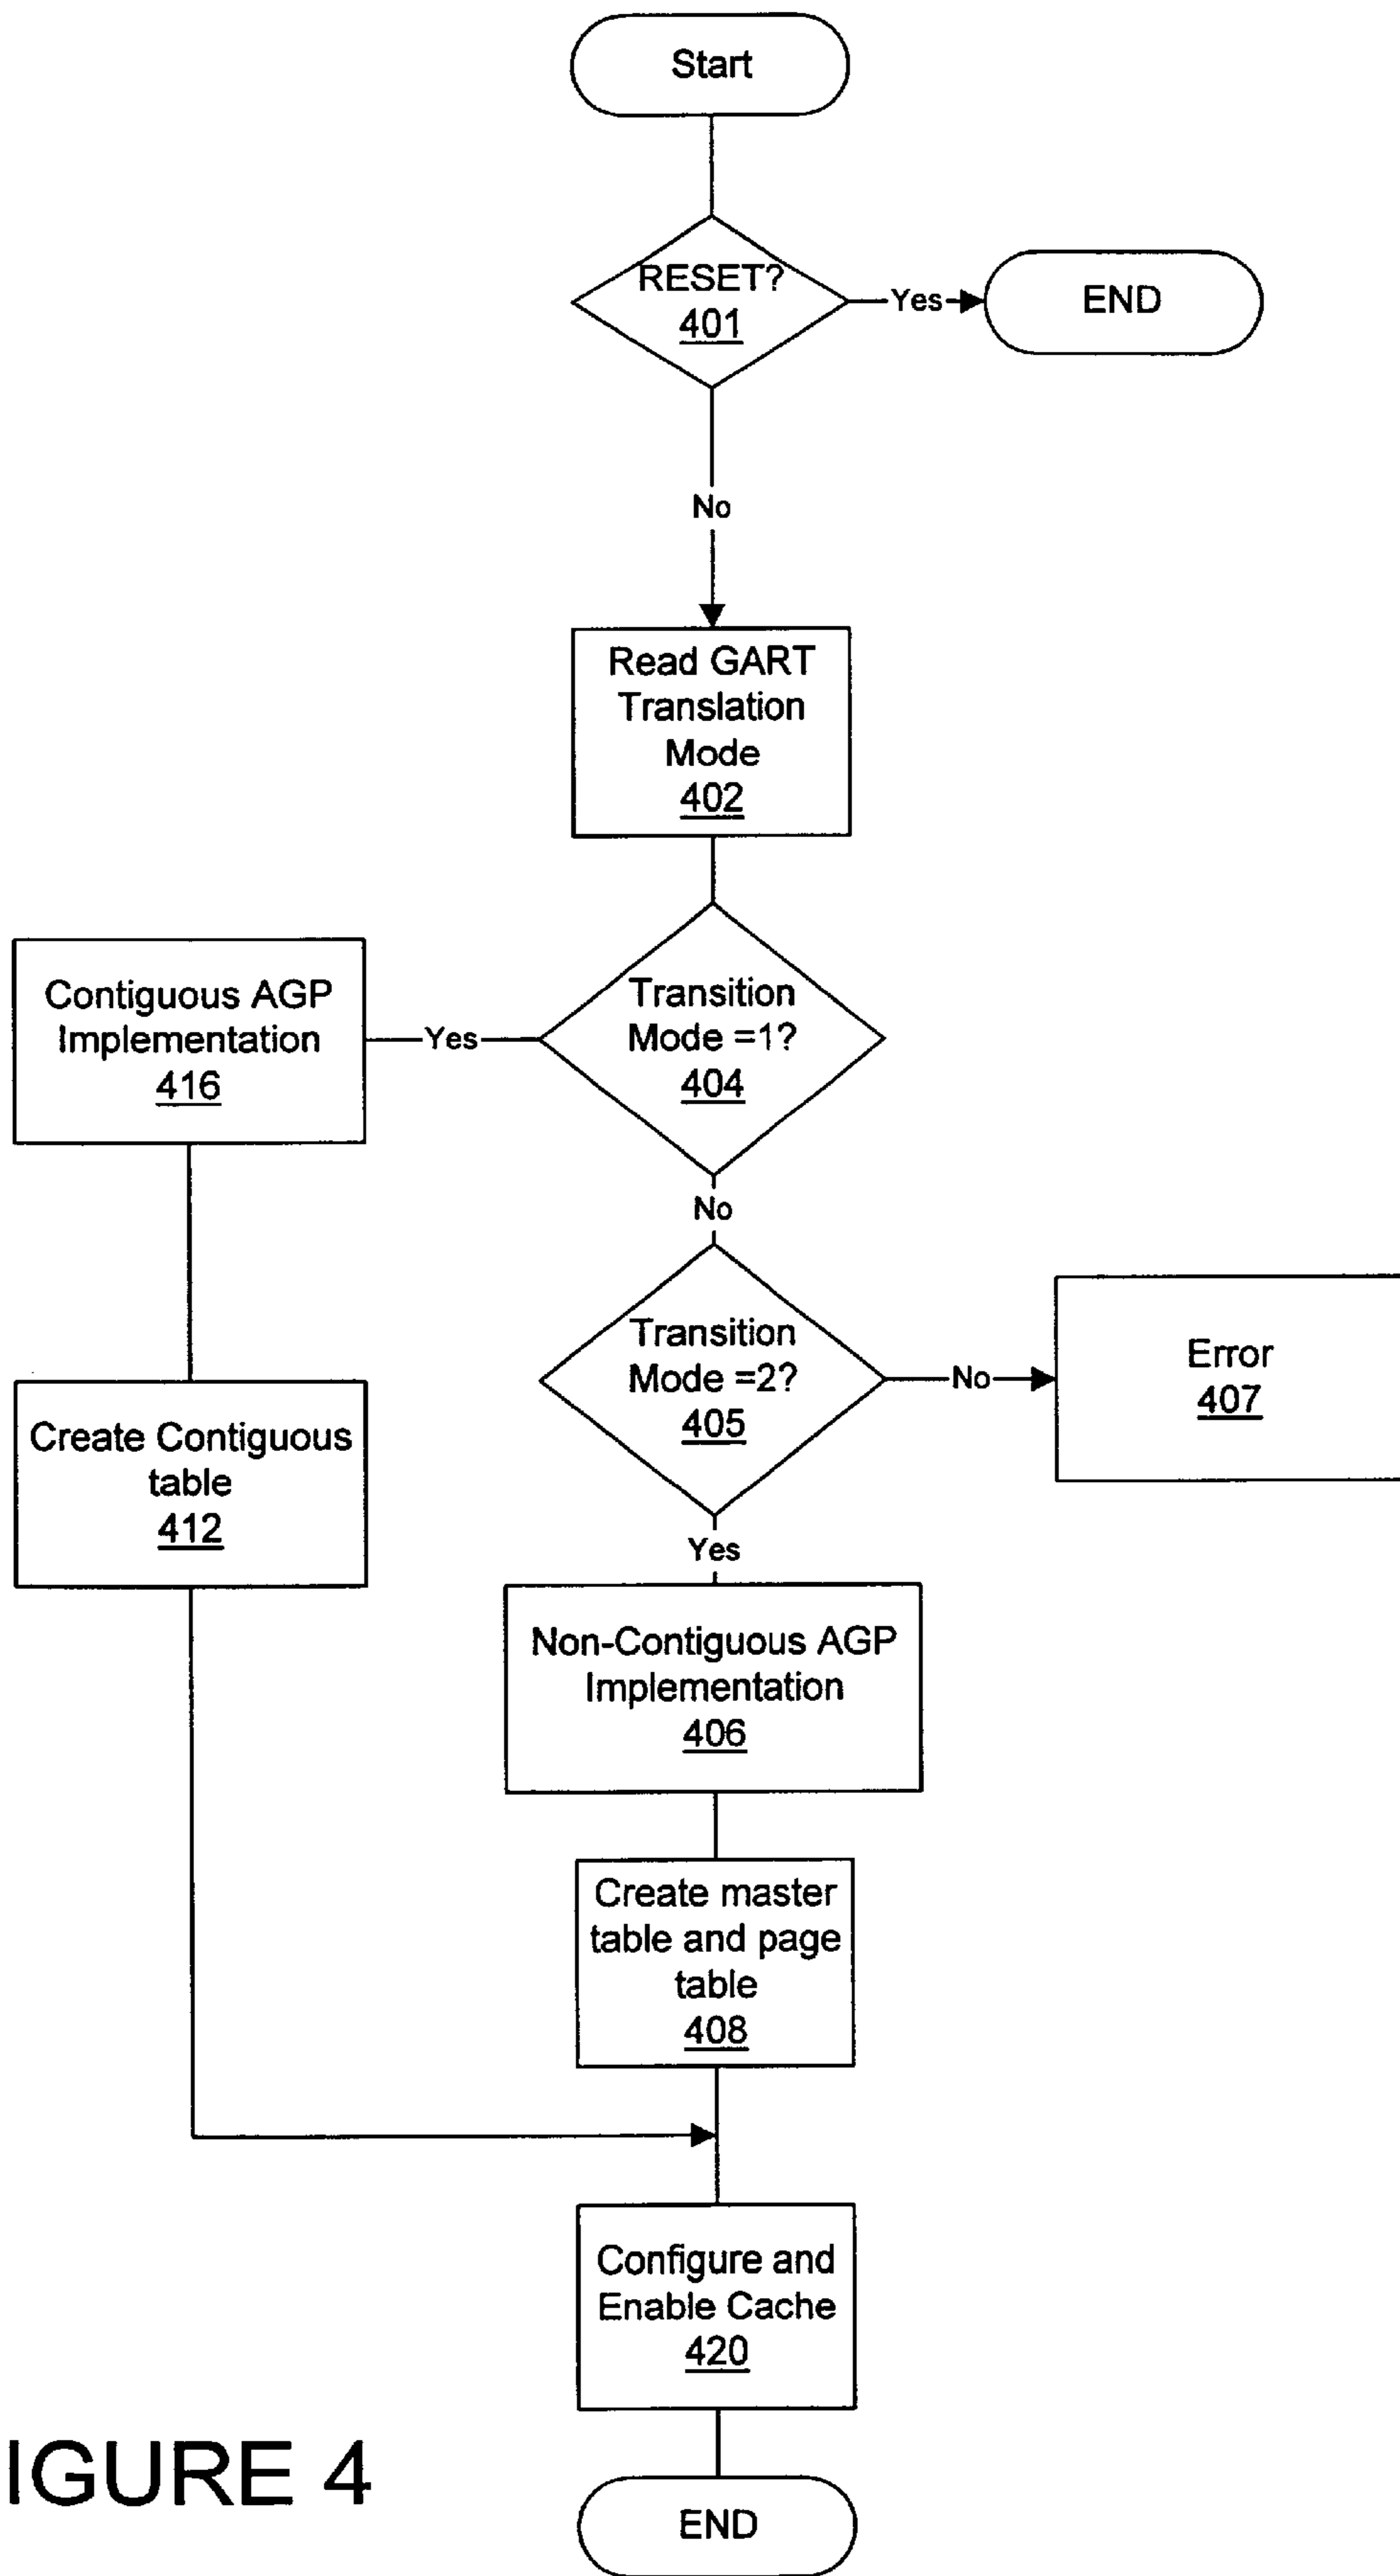 Start
RESET?
401
Yes
END
No
Read GART
Translation
Mode
402
Transition
Mode =1?
404
Yes
Contiguous AGP
Implementation
416
No
Transition
Mode =2?
405
No
Error
407
Create Contiguous
table
412
Yes
Non-Contiguous AGP
Implementation
406
Create master
table and page
table
408
Configure and
Enable Cache
420
IGURE 4
END